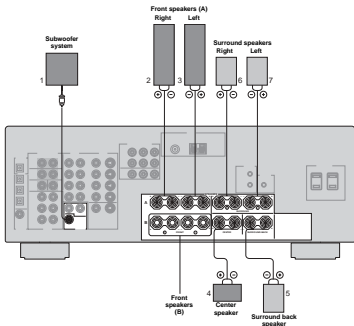 Front speakers (A)
Right Left
Subwoofer
system
Surround speakers
Right Left
1
2
3
6
7
A
B
4
5
Front
speakers
(B)
Center
speaker
Surround back
speaker